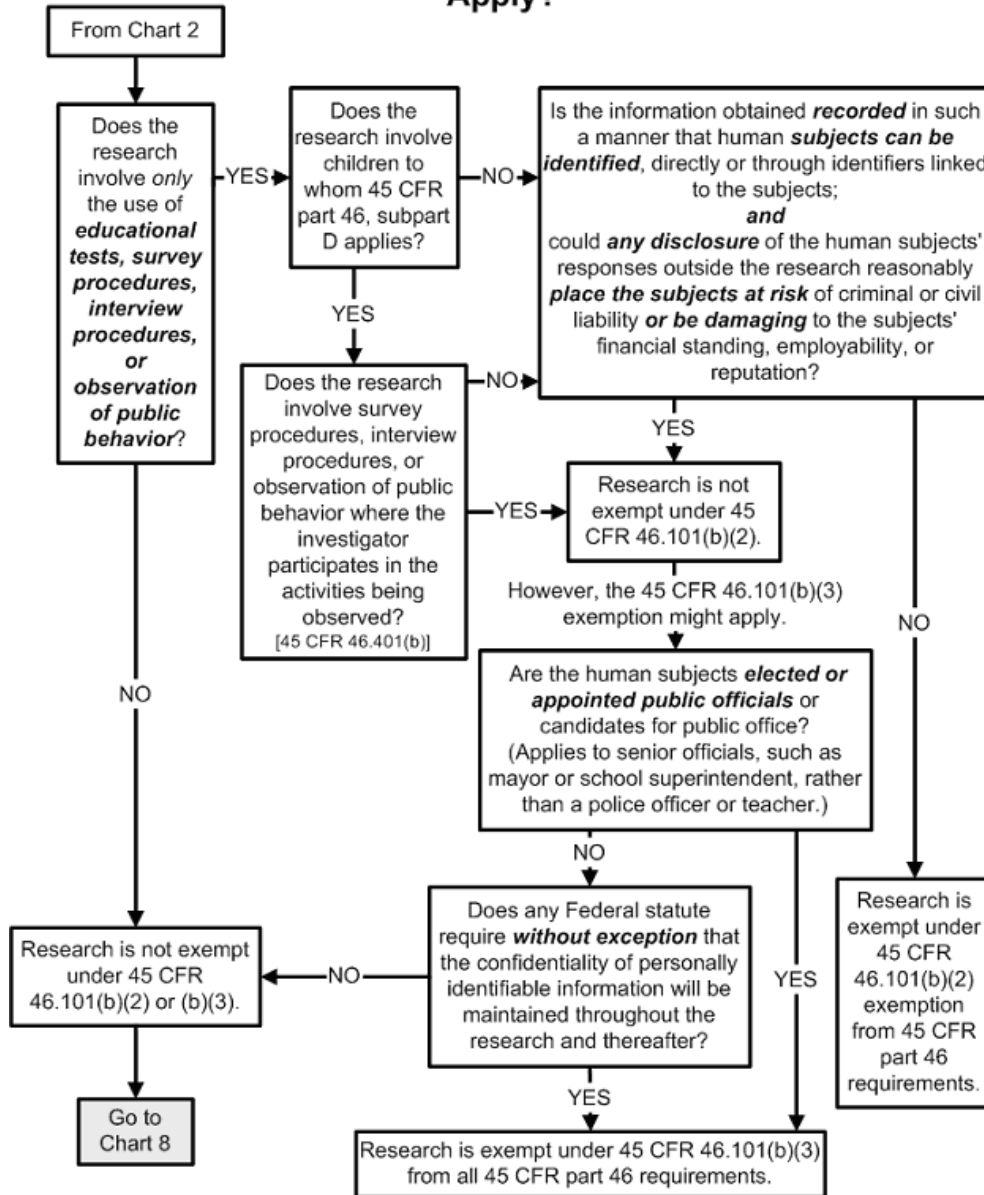 Apply?
From Chart 2
Does the
research
involve only
the use of
educational
tests, survey
procedures,
interview
procedures,
or
observation
of public
behavior?
YES
Does the
research involve
children to
whom 45 CFR
part 46, subpart
D applies?
NO
Is the information obtained recorded in such
a manner that human subjects can be
identified, directly or through identifiers linked
to the subjects;
and
could any disclosure of the human subjects'
responses outside the research reasonably
place the subjects at risk of criminal or civil
liability or be damaging to the subjects'
financial standing, employability, or
reputation?
YES
Does the research
involve survey
procedures, interview
procedures, or
observation of public
behavior where the
investigator
participates in the
activities being
observed?
[45 CFR 46.401(b)]
NO
YES
YES
Research is not
exempt under 45
CFR 46.101(b)(2).
However, the 45 CFR 46.101(b)(3)
exemption might apply.
NO
NO
Are the human subjects elected or
appointed public officials or
candidates for public office?
(Applies to senior officials, such as
mayor or school superintendent, rather
than a police officer or teacher.)
NO
YES
Does any Federal statute
require without exception that
the confidentiality of personally
identifiable information will be
maintained throughout the
research and thereafter?
NO
Research is not exempt
under 45 CFR
46.101(b)(2) or (b)(3).
Research is
exempt under
45 CFR
46.101(b)(2)
exemption
from 45 CFR
part 46
requirements.
YES
Go to
Chart 8
Research is exempt under 45 CFR 46.101(b)(3)
from all 45 CFR part 46 requirements.